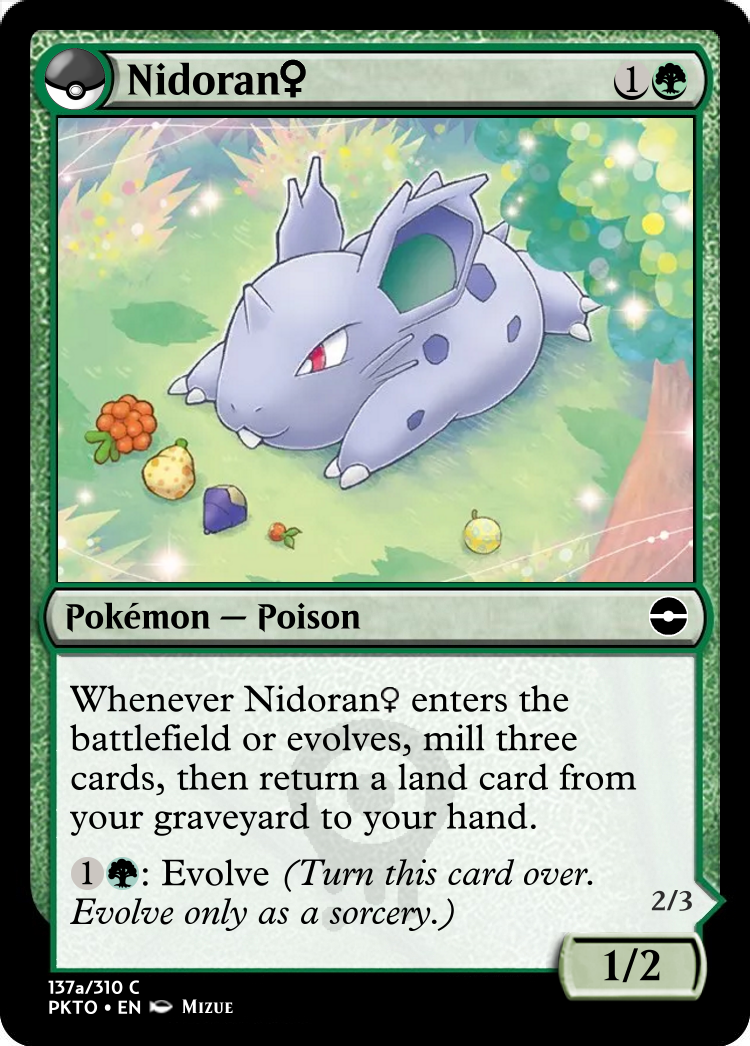 Nidoran♀ 1
Pokémon — Poison
Whenever Nidoran♀ enters the
battlefield or evolves, mill three
cards, then return a land card from
your graveyard to your hand.
1 : Evolve (Turn this card over.
Evolve only as a sorcery.)
2/3
1/2
137a/310 C
PKTO • EN Mizue